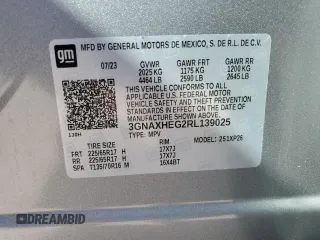 gm
MFD BY GENERAL MOTORS DE MEXICO, S. DE R.L. DE C.V.
07/23 GVWR GAWR FRT GAWR RR
2025 KG 1175 KG 1200 KG
4464 LB 2590 LB 2645 LB
THIS VEHICLE CONFORMS TO ALL APPLICABLE
U.S. FEDERAL MOTOR VEHICLE SAFETY, BUMPER, AND
THEFT PREVENTION STANDARDS IN EFFECT ON THE
DATE OF MANUFACTURE SHOWN ABOVE.
3GNAXHEG2RL139025
TYPE: MPV
TIRE SIZE RIM
FRT 225/65R17 H 17X7J
RR 225/65R17 H 17X7J
SPA T135/70R16 M 16X4BT